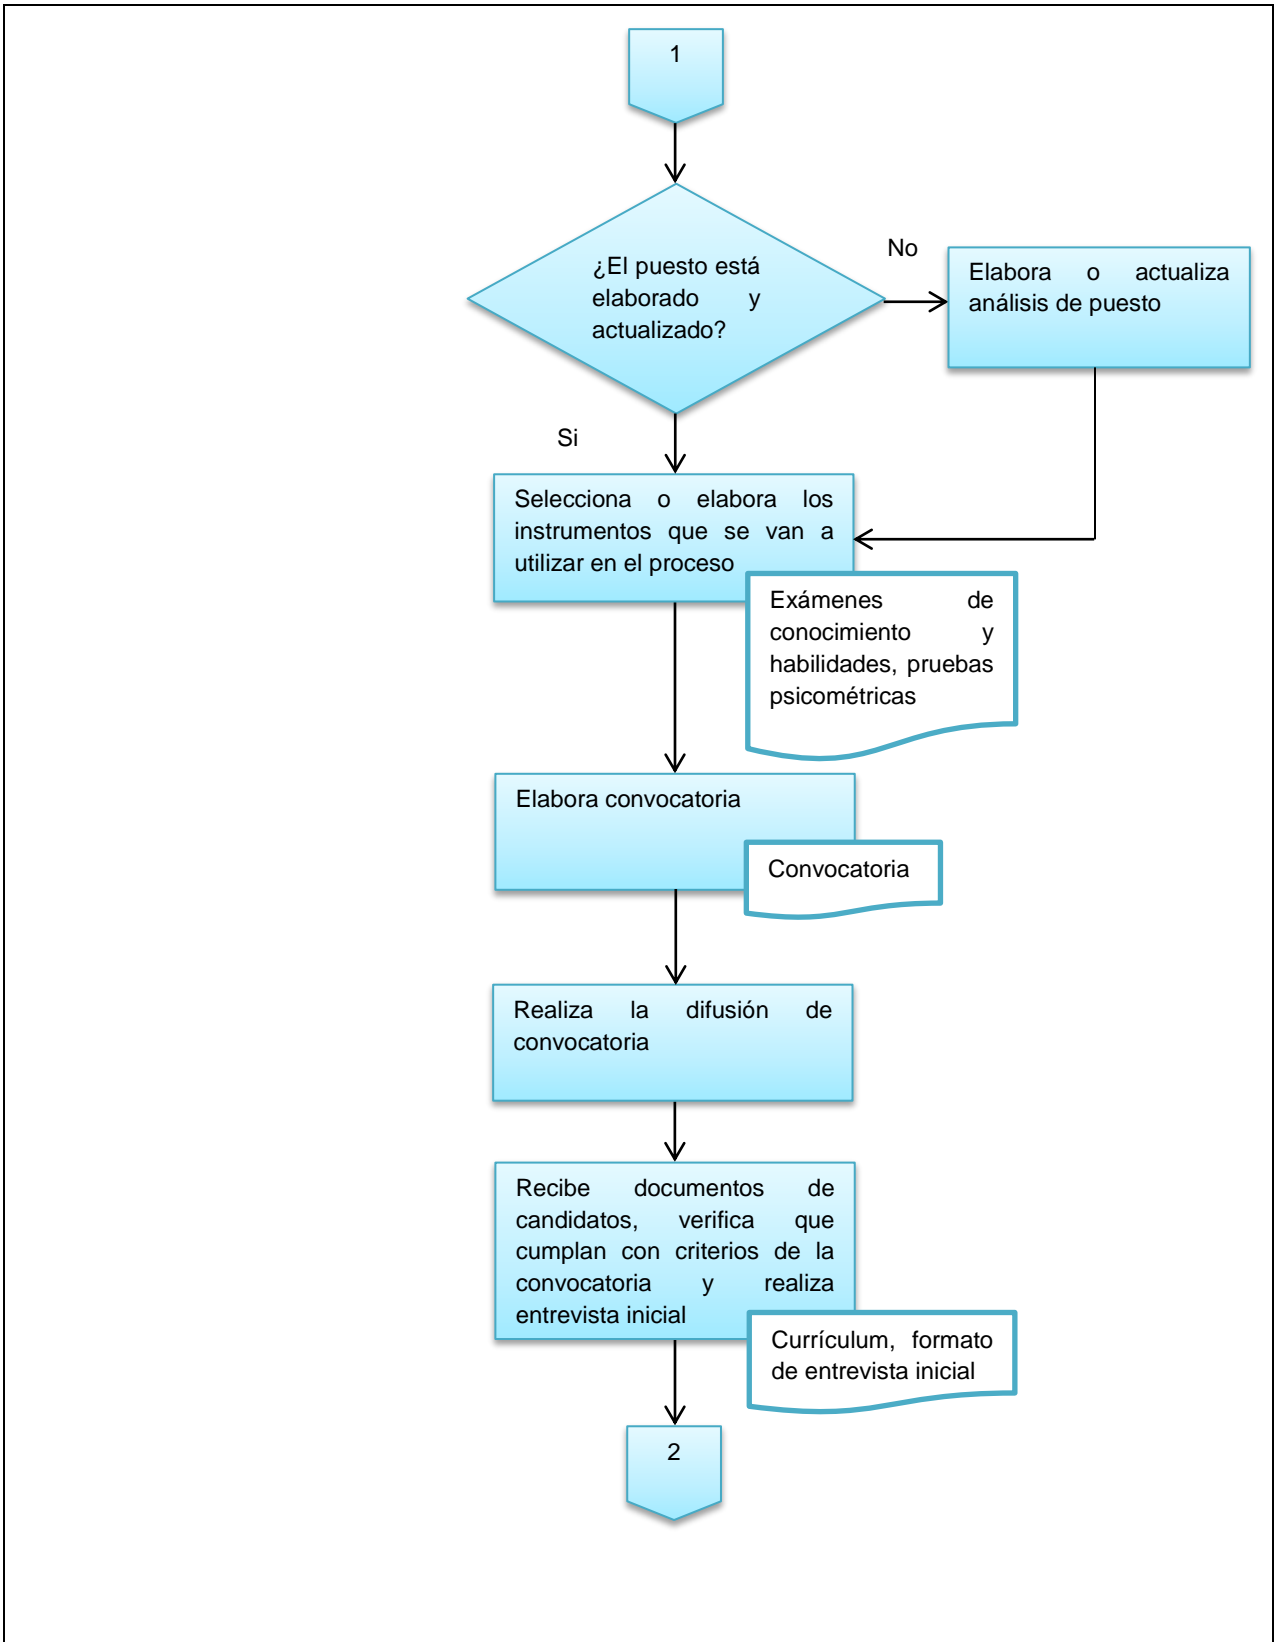 1
¿El puesto está
elaborado y
actualizado?
No
Elabora o actualiza
análisis de puesto
Si
Selecciona o elabora los
instrumentos que se van a
utilizar en el proceso
Exámenes de
conocimiento y
habilidades, pruebas
psicométricas
Elabora convocatoria
Convocatoria
Realiza la difusión de
convocatoria
Recibe documentos de
candidatos, verifica que
cumplan con criterios de la
convocatoria y realiza
entrevista inicial
Currículum, formato
de entrevista inicial
2